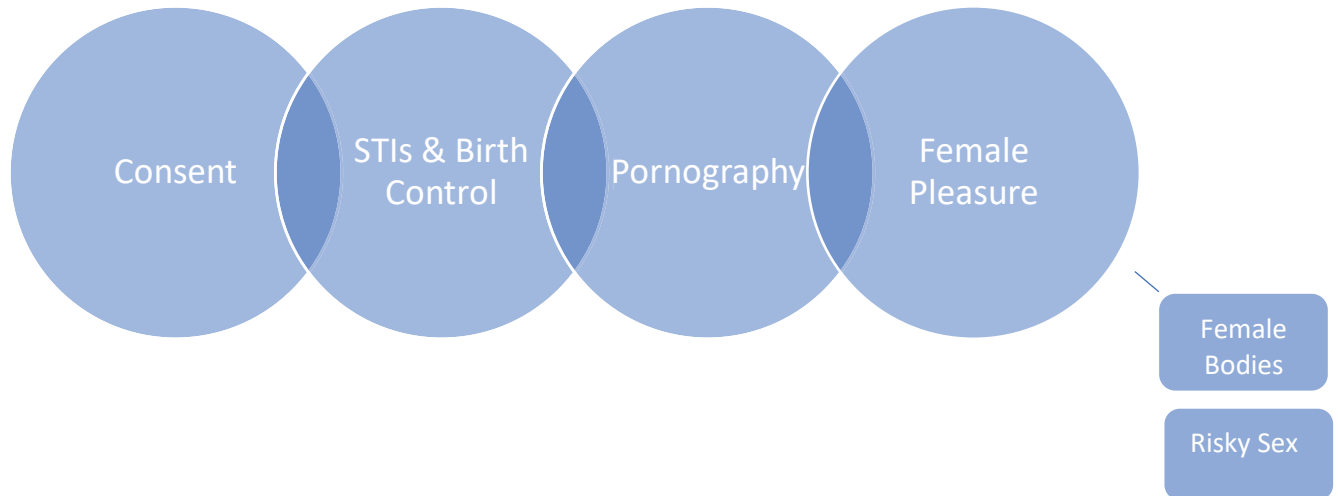 Consent
STIs & Birth
Control
Pornography
Female
Pleasure
Female
Bodies
Risky Sex